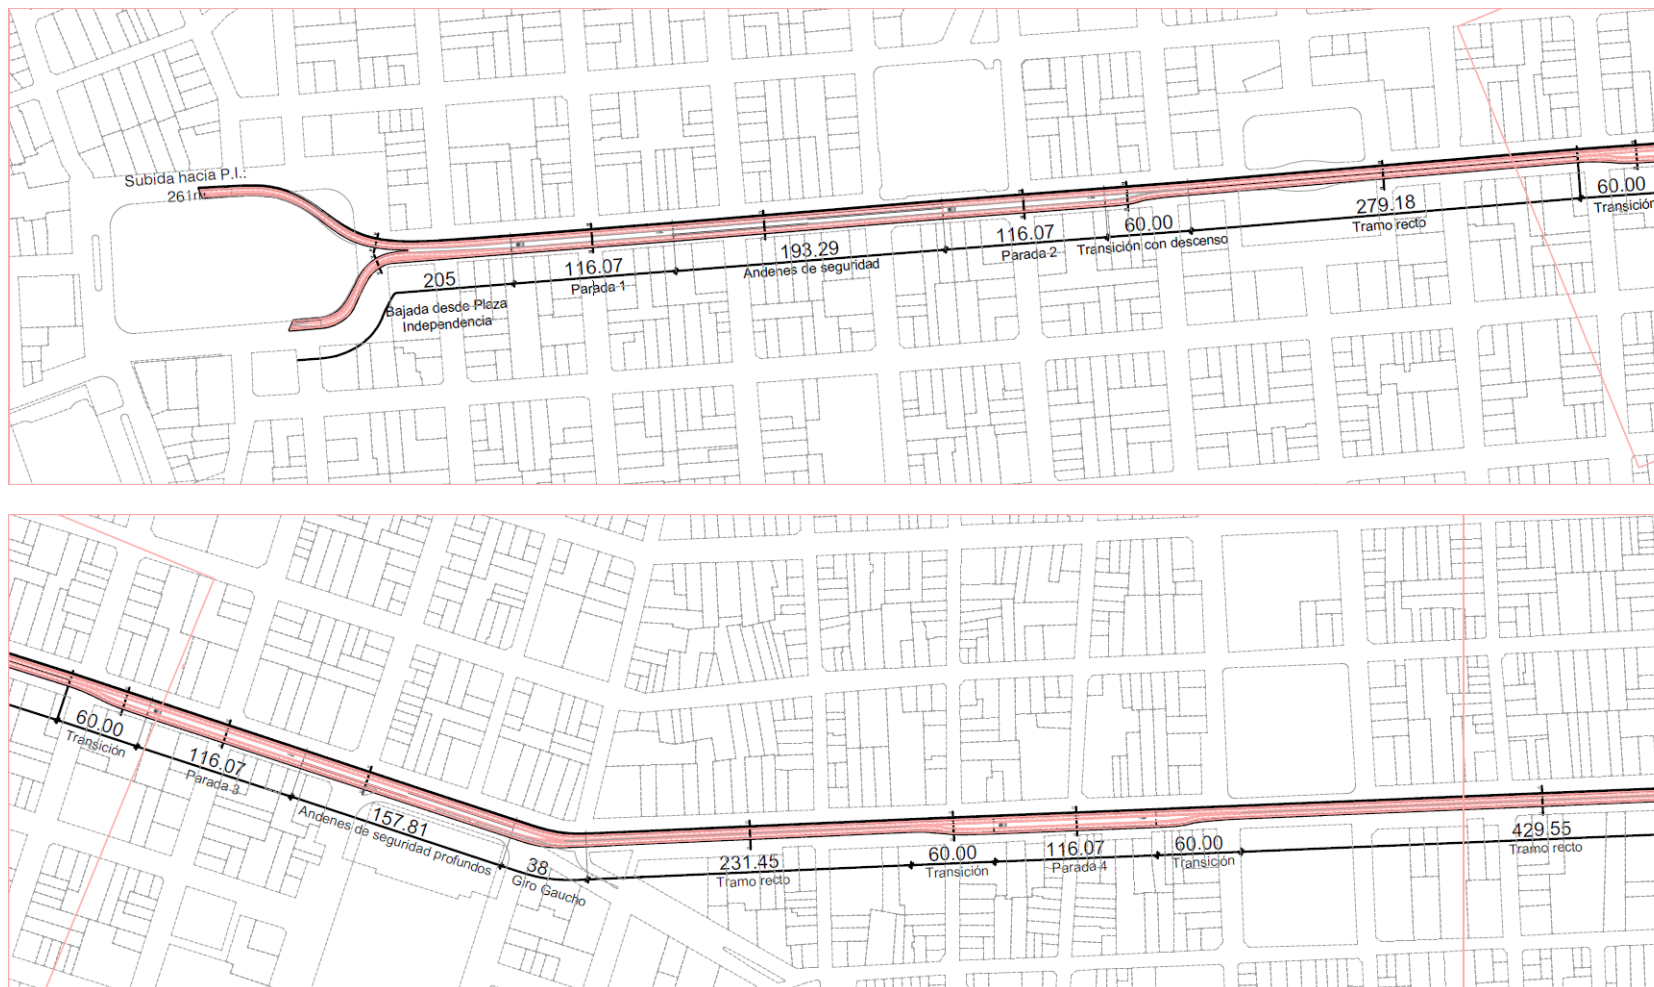 Subida hacia P.I.:
261m
205
Bajada desde Plaza
Independencia
116.07
Parada 1
193.29
Andenes de seguridad
116.07
Parada 2
60.00
Transición con descenso
279.18
Tramo recto
60.00
Transición
60.00
Transición
116.07
Parada 3
157.81
Andenes de seguridad profundos
38
Giro Gaucho
231.45
Tramo recto
60.00
Transición
116.07
Parada 4
60.00
Transición
429.55
Tramo recto